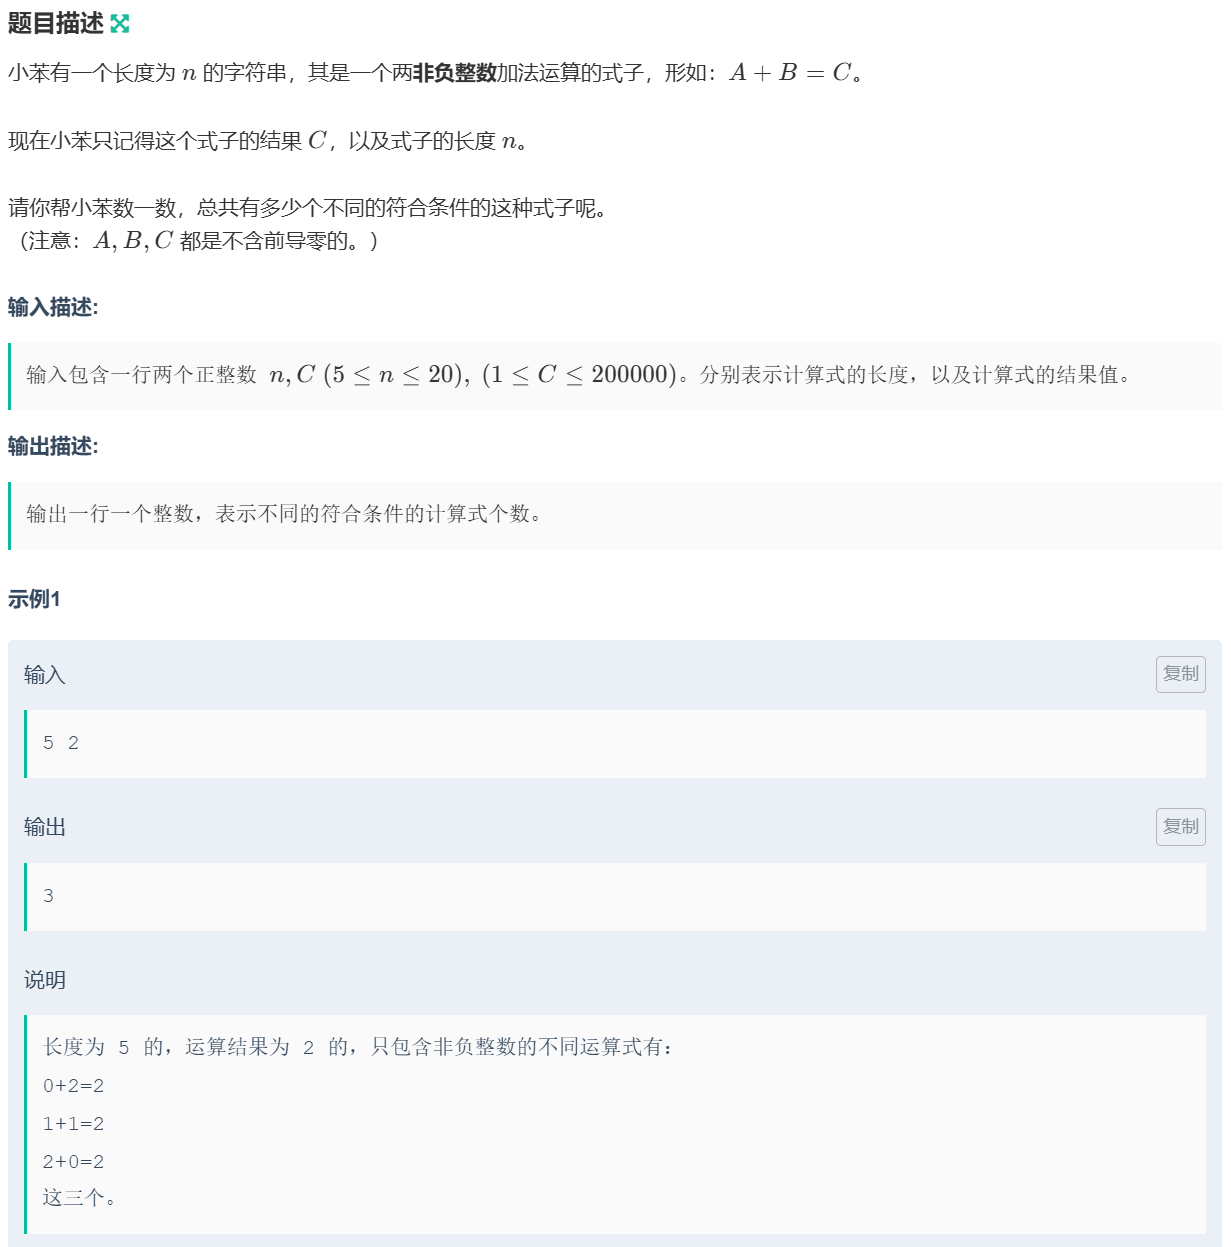 题目描述
小苯有一个长度为 n 的字符串，其是一个两非负整数加法运算的式子，形如：A + B = C。
现在小苯只记得这个式子的结果 C，以及式子的长度 n。
请你帮小苯数一数，总共有多少个不同的符合条件的这种式子呢。
（注意：A, B, C 都是不含前导零的。）
输入描述:
输入包含一行两个正整数 n, C (5 ≤ n ≤ 20), (1 ≤ C ≤ 200000)。分别表示计算式的长度，以及计算式的结果值。
输出描述:
输出一行一个整数，表示不同的符合条件的计算式个数。
示例1
输入
复制
5 2
输出
复制
3
说明
长度为 5 的，运算结果为 2 的，只包含非负整数的不同运算式有：
0+2=2
1+1=2
2+0=2
这三个。